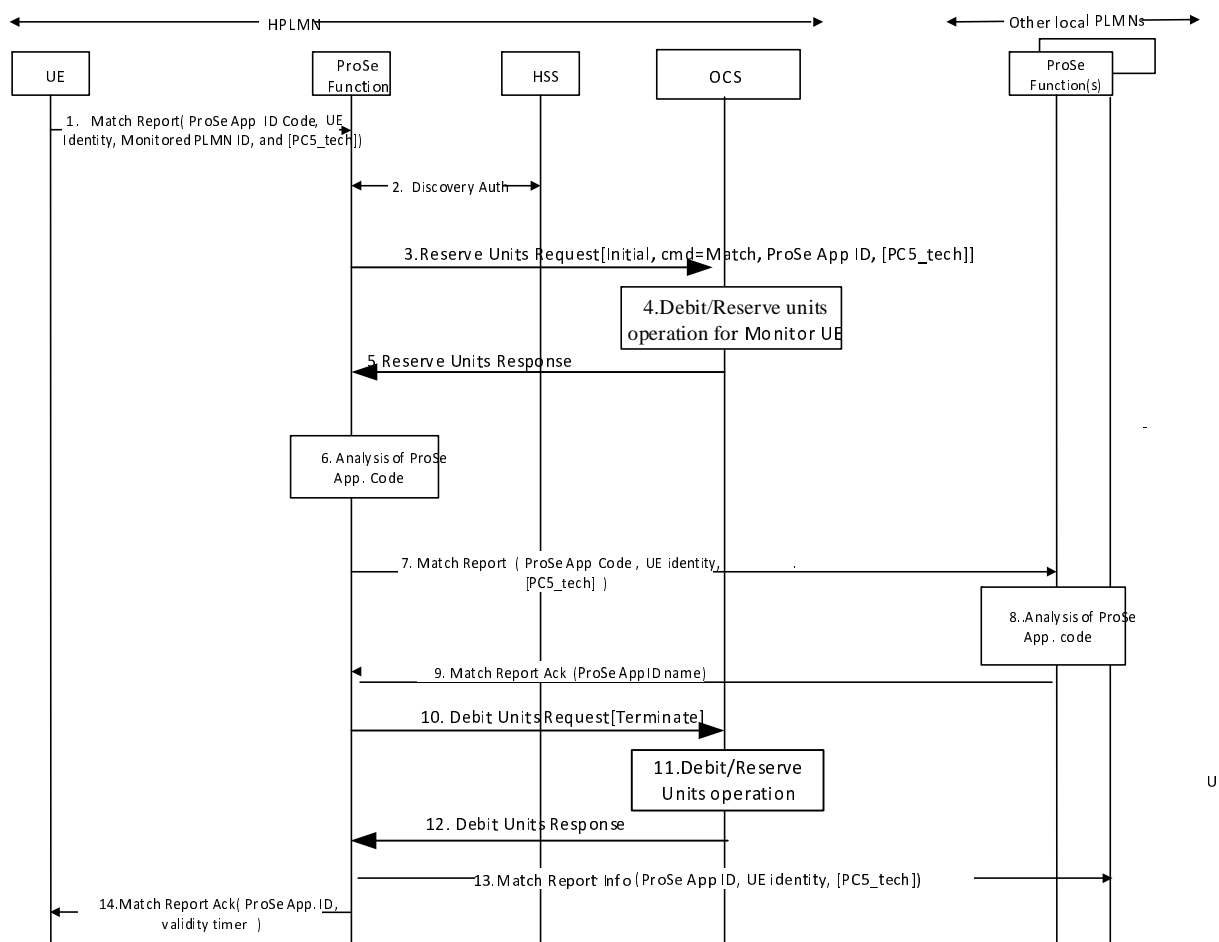 HPLMN
Other local PLMNs
UE
ProSe
Function
HSS
OCS
ProSe
Function(s)
1. Match Report( ProSe App ID Code, UE
Identity, Monitored PLMN ID, and [PC5_tech])
2. Discovery Auth
3.Reserve Units Request[Initial, cmd=Match, ProSe App ID, [PC5_tech]]
4.Debit/Reserve units
operation for Monitor UE
5.Reserve Units Response
6. Analysis of ProSe
App. Code
7. Match Report ( ProSe App Code , UE identity,
[PC5_tech] )
8..Analysis of ProSe
App. code
9. Match Report Ack (ProSe App ID name)
10. Debit Units Request[Terminate]
11.Debit/Reserve
Units operation
U
12. Debit Units Response
13.Match Report Info (ProSe App ID, UE identity, [PC5_tech])
14.Match Report Ack( ProSe App. ID,
validity timer )